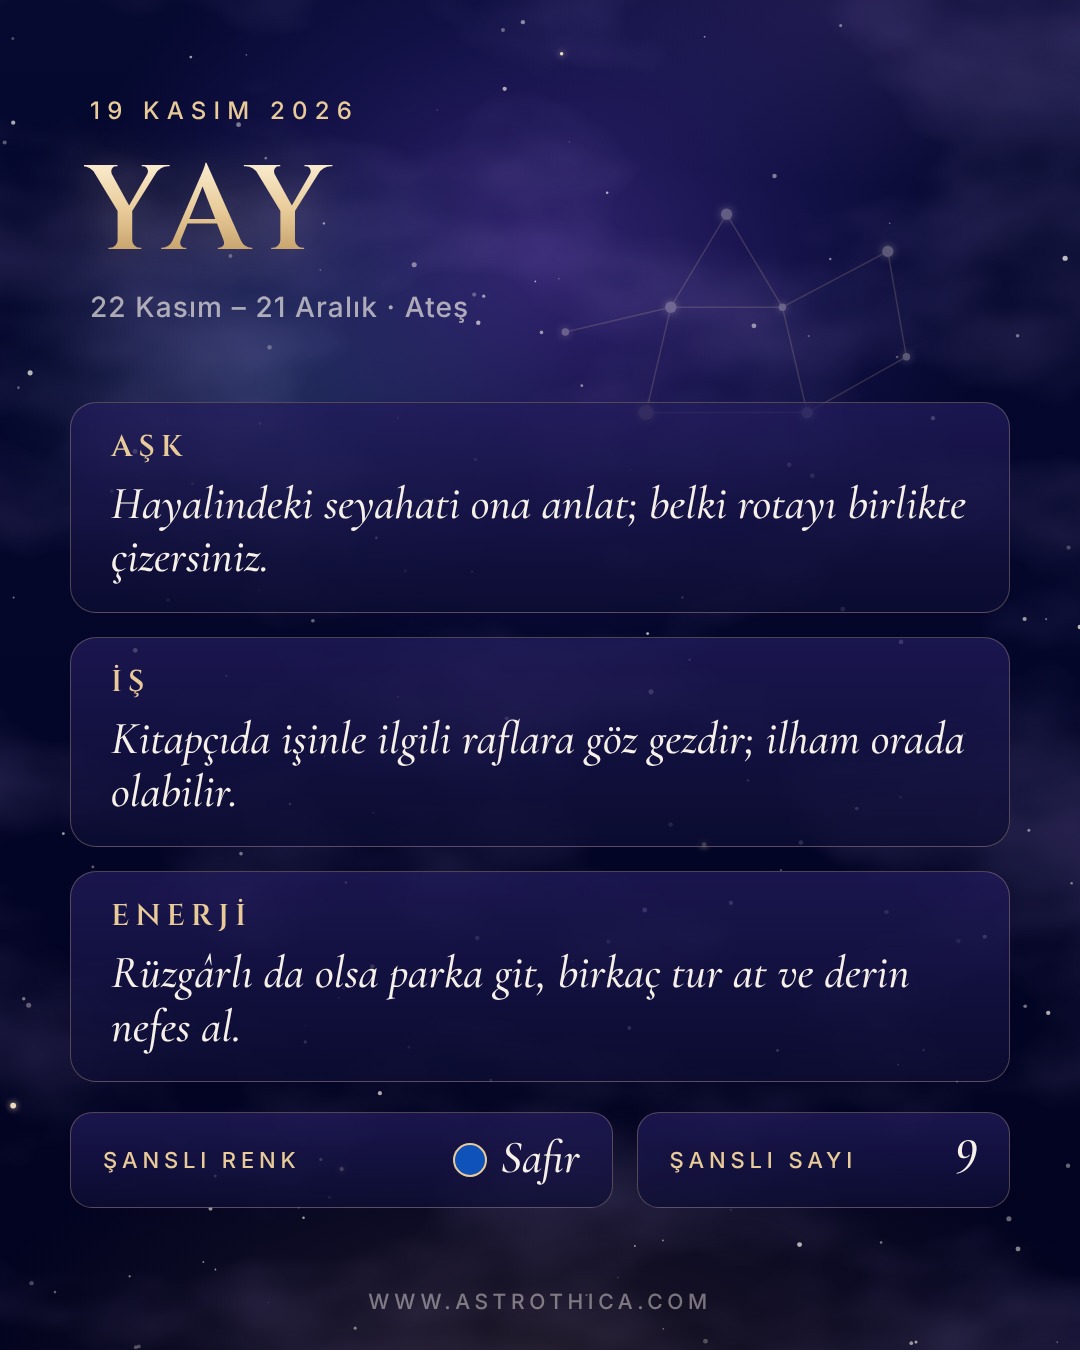 19 KASIM 2026
YAY
22 Kasım – 21 Aralık · Ateş
AŞK
Hayalindeki seyahati ona anlat; belki rotayı birlikte
çizersiniz.
İŞ
Kitapçıda işinle ilgili raflara göz gezdir; ilham orada
olabilir.
ENERJİ
Rüzgârlı da olsa parka git, birkaç tur at ve derin
nefes al.
ŞANSLI RENK Safir
ŞANSLI SAYI 9
WWW.ASTROTHICA.COM